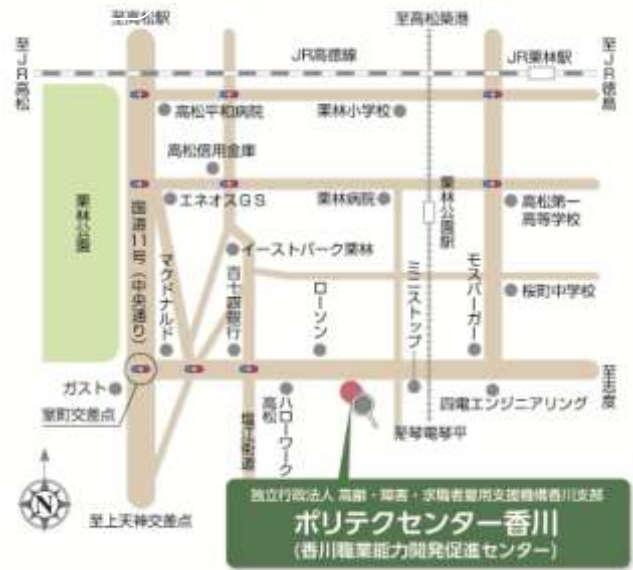 至高松駅
至高松築港
至JR高松
JR高徳線
JR栗林駅
至JR徳島
高松平和病院
栗林小学校
高松信用金庫
栗林公園
国道11号（中央通り）
エネオスGS
栗林病院
栗林公園駅
高松第一
高等学校
マクドナルド
百十四銀行
イーストパーク栗林
ローソン
ミニストップ
モスバーガー
桜町中学校
ガスト
室町交差点
塩江街道
ハローワーク
高松
四電エンジニアリング
至志度
至琴電琴平
N
至上天神交差点
独立行政法人 高齢・障害・求職者雇用支援機構香川支部
ポリテクセンター香川
(香川職業能力開発促進センター)